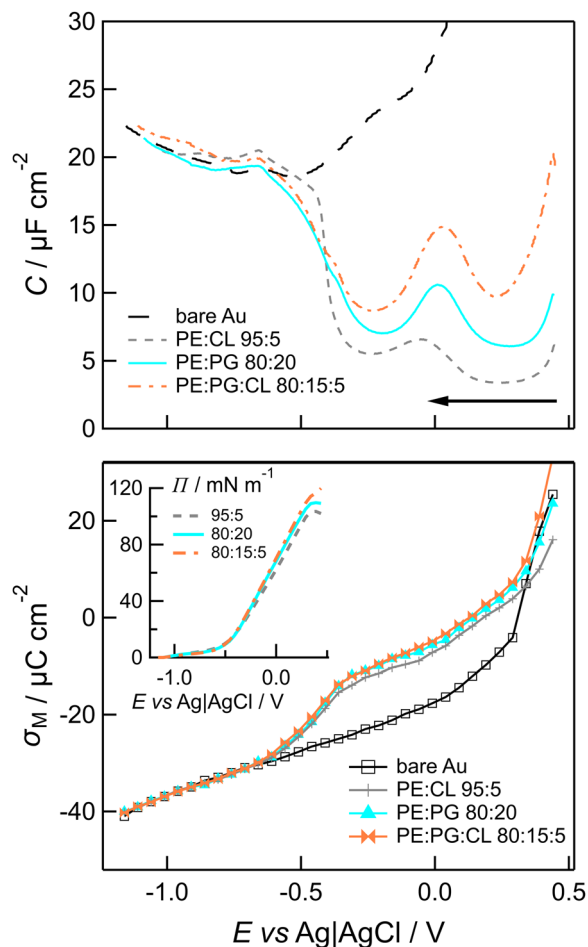 30
25
20
15
10
5
0
C / µF cm⁻²
bare Au
PE:CL 95:5
PE:PG 80:20
PE:PG:CL 80:15:5
120
80
40
0
Π / mN m⁻¹
95:5
80:20
80:15:5
-1.0
0.0
E vs Ag|AgCl / V
20
0
-20
-40
σM / µC cm⁻²
bare Au
PE:CL 95:5
PE:PG 80:20
PE:PG:CL 80:15:5
-1.0 -0.5 0.0 0.5
E vs Ag|AgCl / V